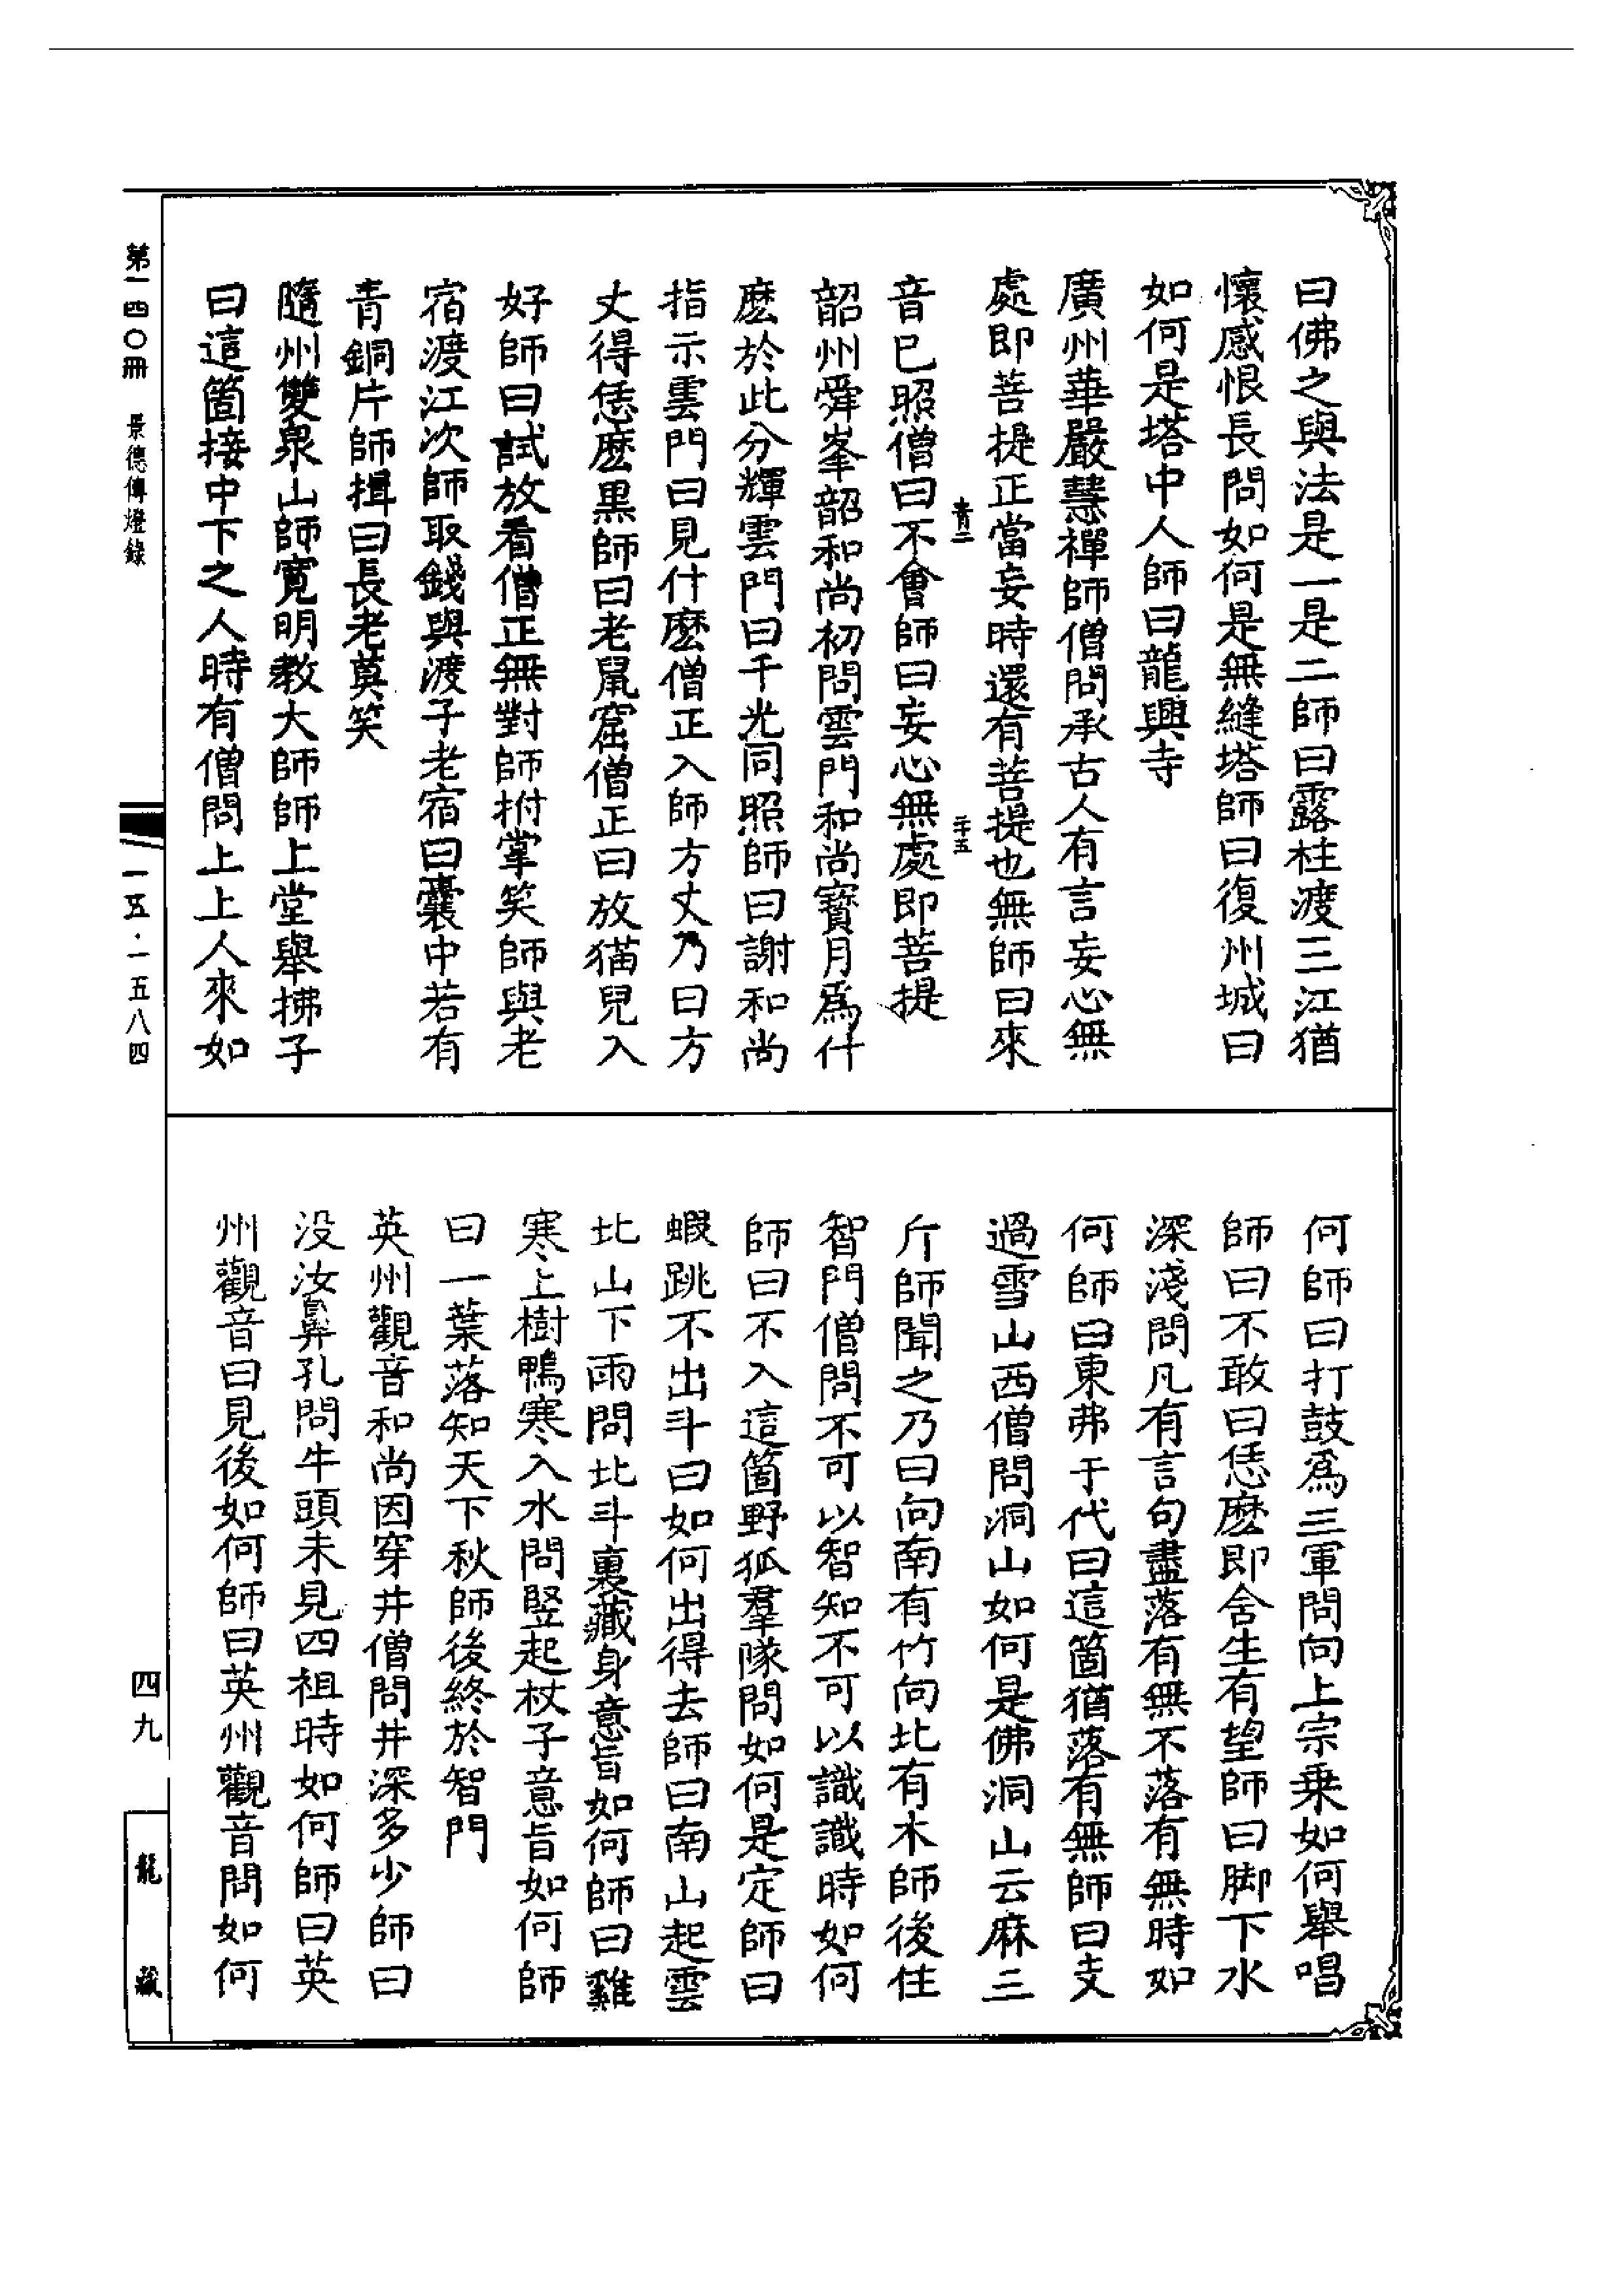 曰佛之與法是一是二師曰露柱渡三江猶
懷感恨長問如何是無縫塔師曰復州城曰
如何是塔中人師曰龍興寺
廣州華嚴慧禪師僧問承古人有言妄心無
處即菩提正當妄時還有菩提也無師曰來
青二
二十五
音已照僧曰不會師曰妄心無處即菩提
韶州舜峯韶和尚初問雲門和尚寶月爲什
麽於此分輝雲門曰千光同照師曰謝和尚
指示雲門曰見什麽僧正入師方丈乃曰方
丈得恁麽黑師曰老鼠窟僧正曰放猫兒入
好師曰試放看僧正無對師拊掌笑師與老
宿渡江次師取錢與渡子老宿曰囊中若有
青銅片師揖曰長老莫笑
隨州雙泉山師寬明教大師師上堂舉拂子
曰這箇接中下之人時有僧問上上人來如
何師曰打鼓爲三軍問向上宗乘如何舉唱
師曰不敢曰恁麽即含生有望師曰脚下水
深淺問凡有言句盡落有無不落有無時如
何師曰東弗于代曰這箇猶落有無師曰支
過雪山西僧問洞山如何是佛洞山云麻三
斤師聞之乃曰向南有竹向北有木師後住
智門僧問不可以智知不可以識識時如何
師曰不入這箇野狐羣隊問如何是定師曰
蝦跳不出斗曰如何出得去師曰南山起雲
北山下雨問北斗裏藏身意旨如何師曰雞
寒上樹鴨寒入水問竪起杖子意旨如何師
曰一葉落知天下秋師後終於智門
英州觀音和尚因穿井僧問井深多少師曰
没汝鼻孔問牛頭未見四祖時如何師曰英
州觀音曰見後如何師曰英州觀音問如何
第一四〇冊 景德傳燈錄
一五·一五八四
四九
龍藏